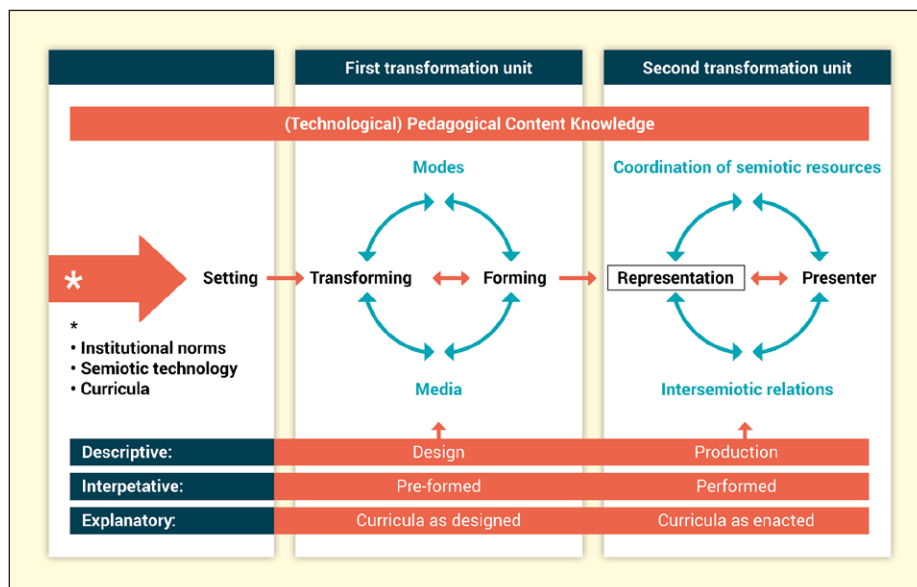 First transformation unit
Second transformation unit
(Technological) Pedagogical Content Knowledge
Modes
Coordination of semiotic resources
*
Setting
Transforming
Forming
Representation
Presenter
*
• Institutional norms
• Semiotic technology
• Curricula
Media
Intersemiotic relations
Descriptive:
Design
Production
Interpetative:
Pre-formed
Performed
Explanatory:
Curricula as designed
Curricula as enacted